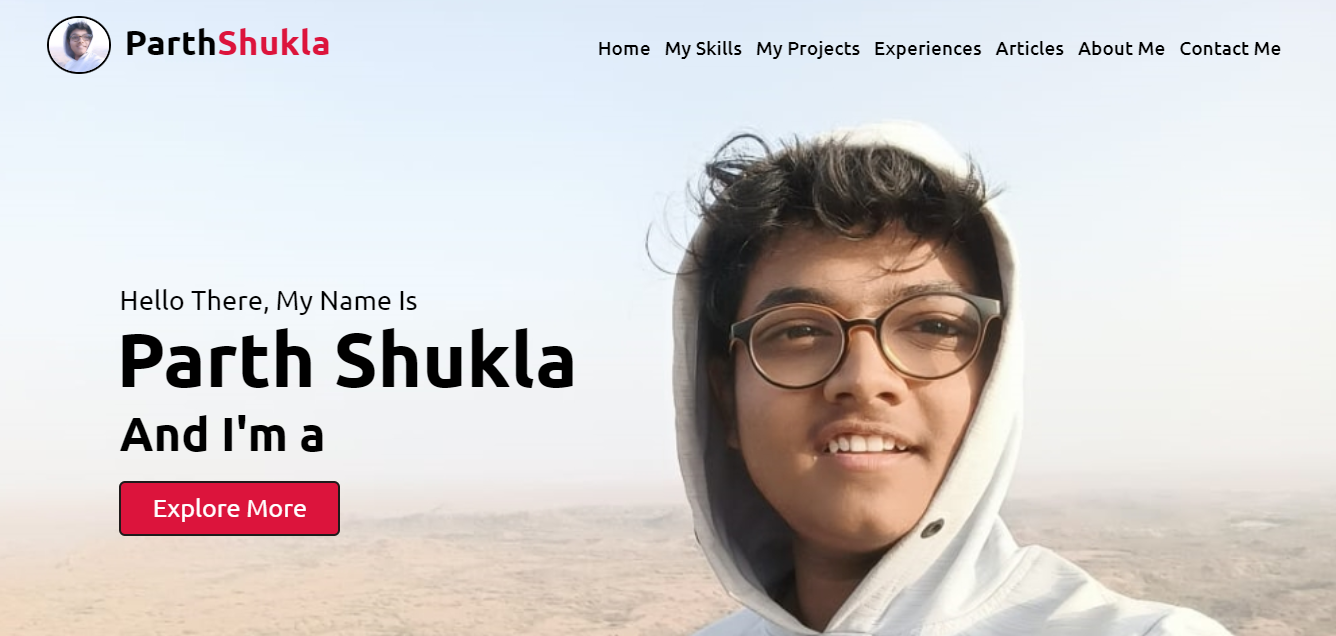 ParthShukla
Home My Skills My Projects Experiences Articles About Me Contact Me
Hello There, My Name Is
Parth Shukla
And I'm a
Explore More